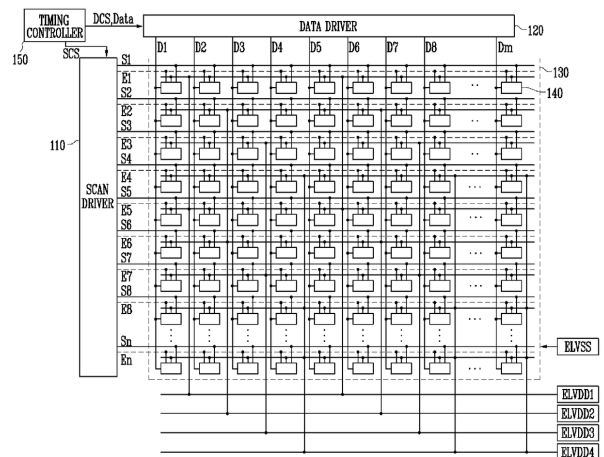 TIMING CONTROLLER
DCS,Data
DATA DRIVER
120
150
SCS
D1 D2 D3 D4 D5 D6 D7 D8 Dm
S1
130
E1
S2
140
E2
S3
110
E3
S4
E4
S5
SCAN DRIVER
E5
S6
E6
S7
E7
S8
E8
Sn
ELVSS
En
ELVDD1
ELVDD2
ELVDD3
ELVDD4